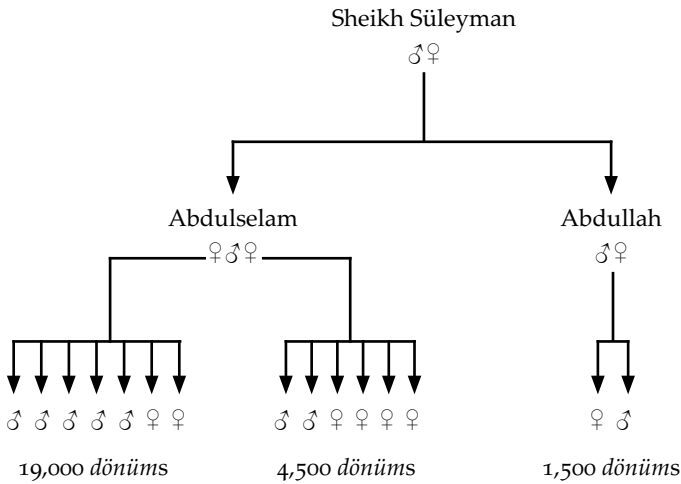 Sheikh Süleyman
♂♀
Abdulselam Abdullah
♀♂♀ ♂♀
♂ ♂ ♂ ♂ ♂ ♀ ♀ ♂ ♂ ♀ ♀ ♀ ♀ ♀ ♂
19,000 dönüms 4,500 dönüms 1,500 dönüms